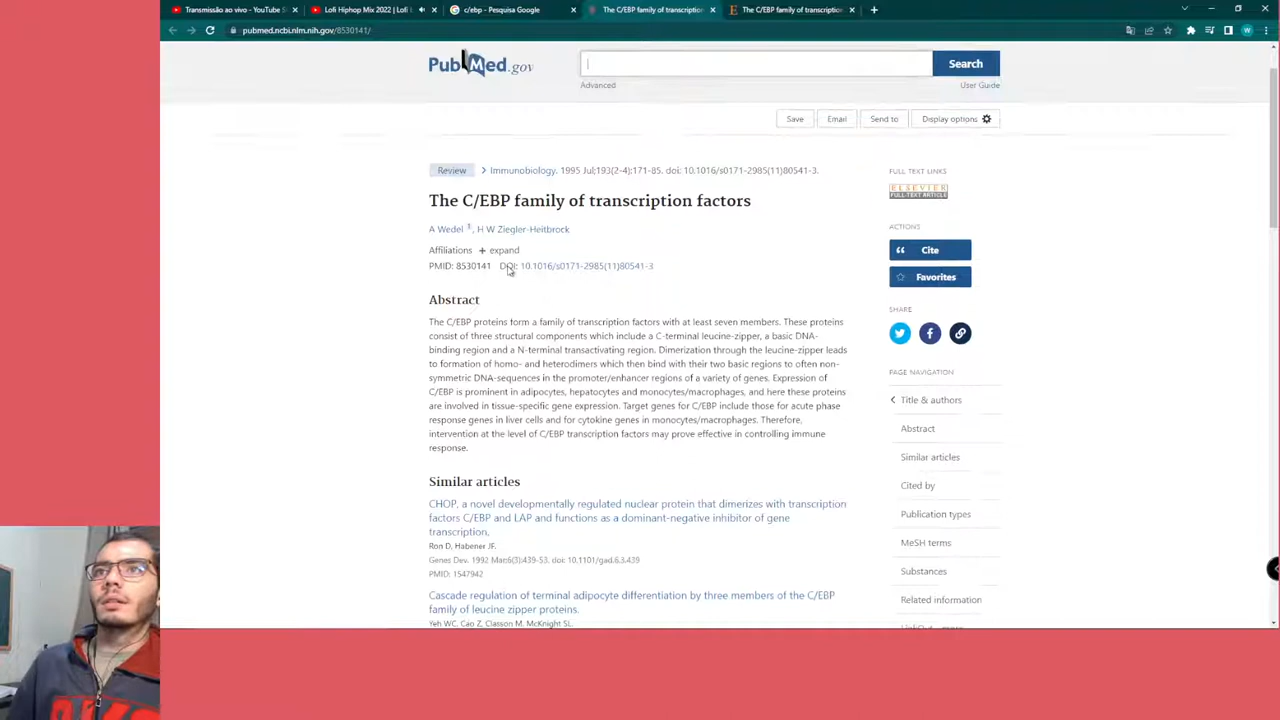 Transmissão ao vivo - YouTube S
Lofi Hiphop Mix 2022 | Lofi
c/ebp - Pesquisa Google
The C/EBP family of transcription
The C/EBP family of transcription
pubmed.ncbi.nlm.nih.gov/8530141/
W
PubMed.gov
Search
Advanced
User Guide
Save
Email
Send to
Display options
Review
Immunobiology. 1995 Jul;193(2-4):171-85. doi: 10.1016/s0171-2985(11)80541-3.
The C/EBP family of transcription factors
A Wedel 1, H W Ziegler-Heitbrock
Affiliations + expand
PMID: 8530141 DOI: 10.1016/s0171-2985(11)80541-3
Abstract
The C/EBP proteins form a family of transcription factors with at least seven members. These proteins
consist of three structural components which include a C-terminal leucine-zipper, a basic DNA-
binding region and a N-terminal transactivating region. Dimerization through the leucine-zipper leads
to formation of homo- and heterodimers which then bind with their two basic regions to often non-
symmetric DNA-sequences in the promoter/enhancer regions of a variety of genes. Expression of
C/EBP is prominent in adipocytes, hepatocytes and monocytes/macrophages, and here these proteins
are involved in tissue-specific gene expression. Target genes for C/EBP include those for acute phase
response genes in liver cells and for cytokine genes in monocytes/macrophages. Therefore,
intervention at the level of C/EBP transcription factors may prove effective in controlling immune
response.
Similar articles
CHOP, a novel developmentally regulated nuclear protein that dimerizes with transcription
factors C/EBP and LAP and functions as a dominant-negative inhibitor of gene
transcription.
Ron D, Habener JF.
Genes Dev. 1992 Mar;6(3):439-53. doi: 10.1101/gad.6.3.439
PMID: 1547942
Cascade regulation of terminal adipocyte differentiation by three members of the C/EBP
family of leucine zipper proteins.
Yeh WC, Cao Z, Classon M, McKnight SL.
FULL TEXT LINKS
ELSEVIER
FULL-TEXT ARTICLE
ACTIONS
Cite
Favorites
SHARE
PAGE NAVIGATION
Title & authors
Abstract
Similar articles
Cited by
Publication types
MeSH terms
Substances
Related information